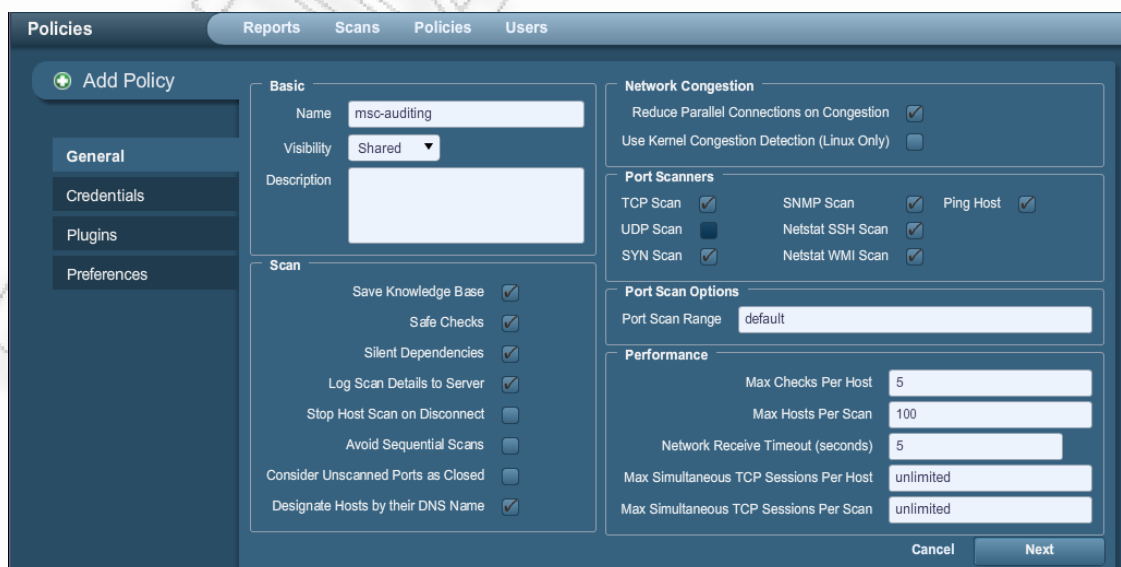 Policies
Reports Scans Policies Users
Add Policy
General
Credentials
Plugins
Preferences
Basic
Name msc-auditing
Visibility Shared
Description
Scan
Save Knowledge Base
Safe Checks
Silent Dependencies
Log Scan Details to Server
Stop Host Scan on Disconnect
Avoid Sequential Scans
Consider Unscanned Ports as Closed
Designate Hosts by their DNS Name
Network Congestion
Reduce Parallel Connections on Congestion
Use Kernel Congestion Detection (Linux Only)
Port Scanners
TCP Scan SNMP Scan Ping Host
UDP Scan Netstat SSH Scan
SYN Scan Netstat WMI Scan
Port Scan Options
Port Scan Range default
Performance
Max Checks Per Host 5
Max Hosts Per Scan 100
Network Receive Timeout (seconds) 5
Max Simultaneous TCP Sessions Per Host unlimited
Max Simultaneous TCP Sessions Per Scan unlimited
Cancel Next